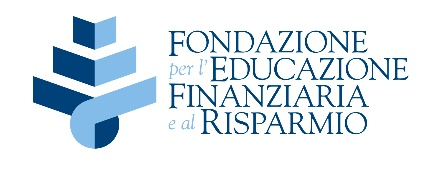 FONDAZIONE
per l'EDUCAZIONE
FINANZIARIA
e al RISPARMIO